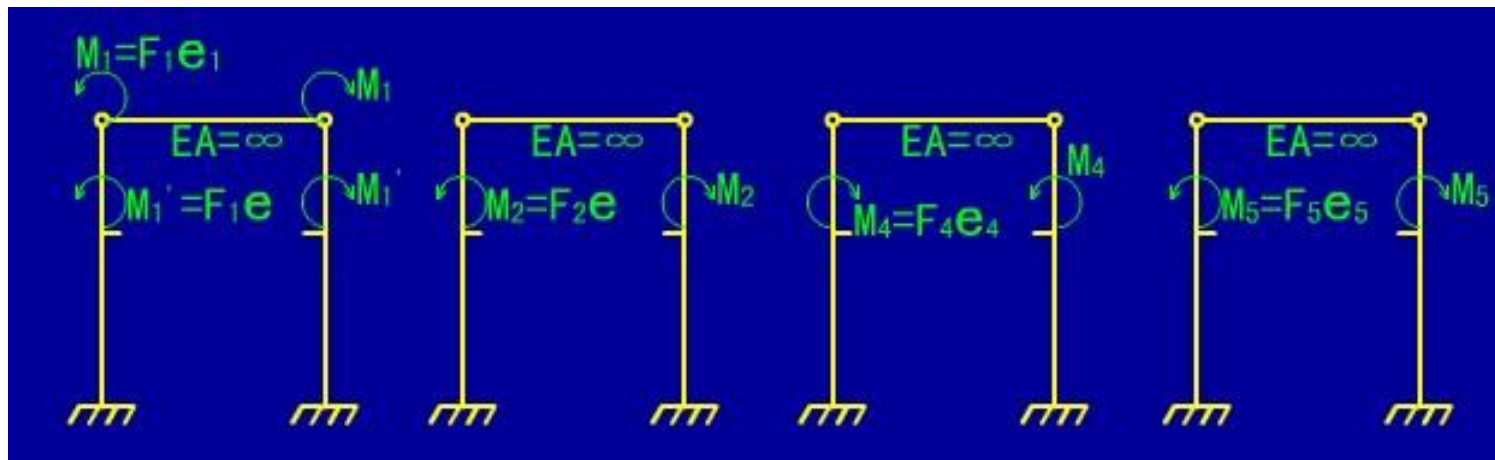 M₁=F₁e₁
M₁
EA=∞
M₁'=F₁e
M₁'
EA=∞
M₂=F₂e
M₂
EA=∞
M₄
M₄=F₄e₄
EA=∞
M₅=F₅e₅
M₅